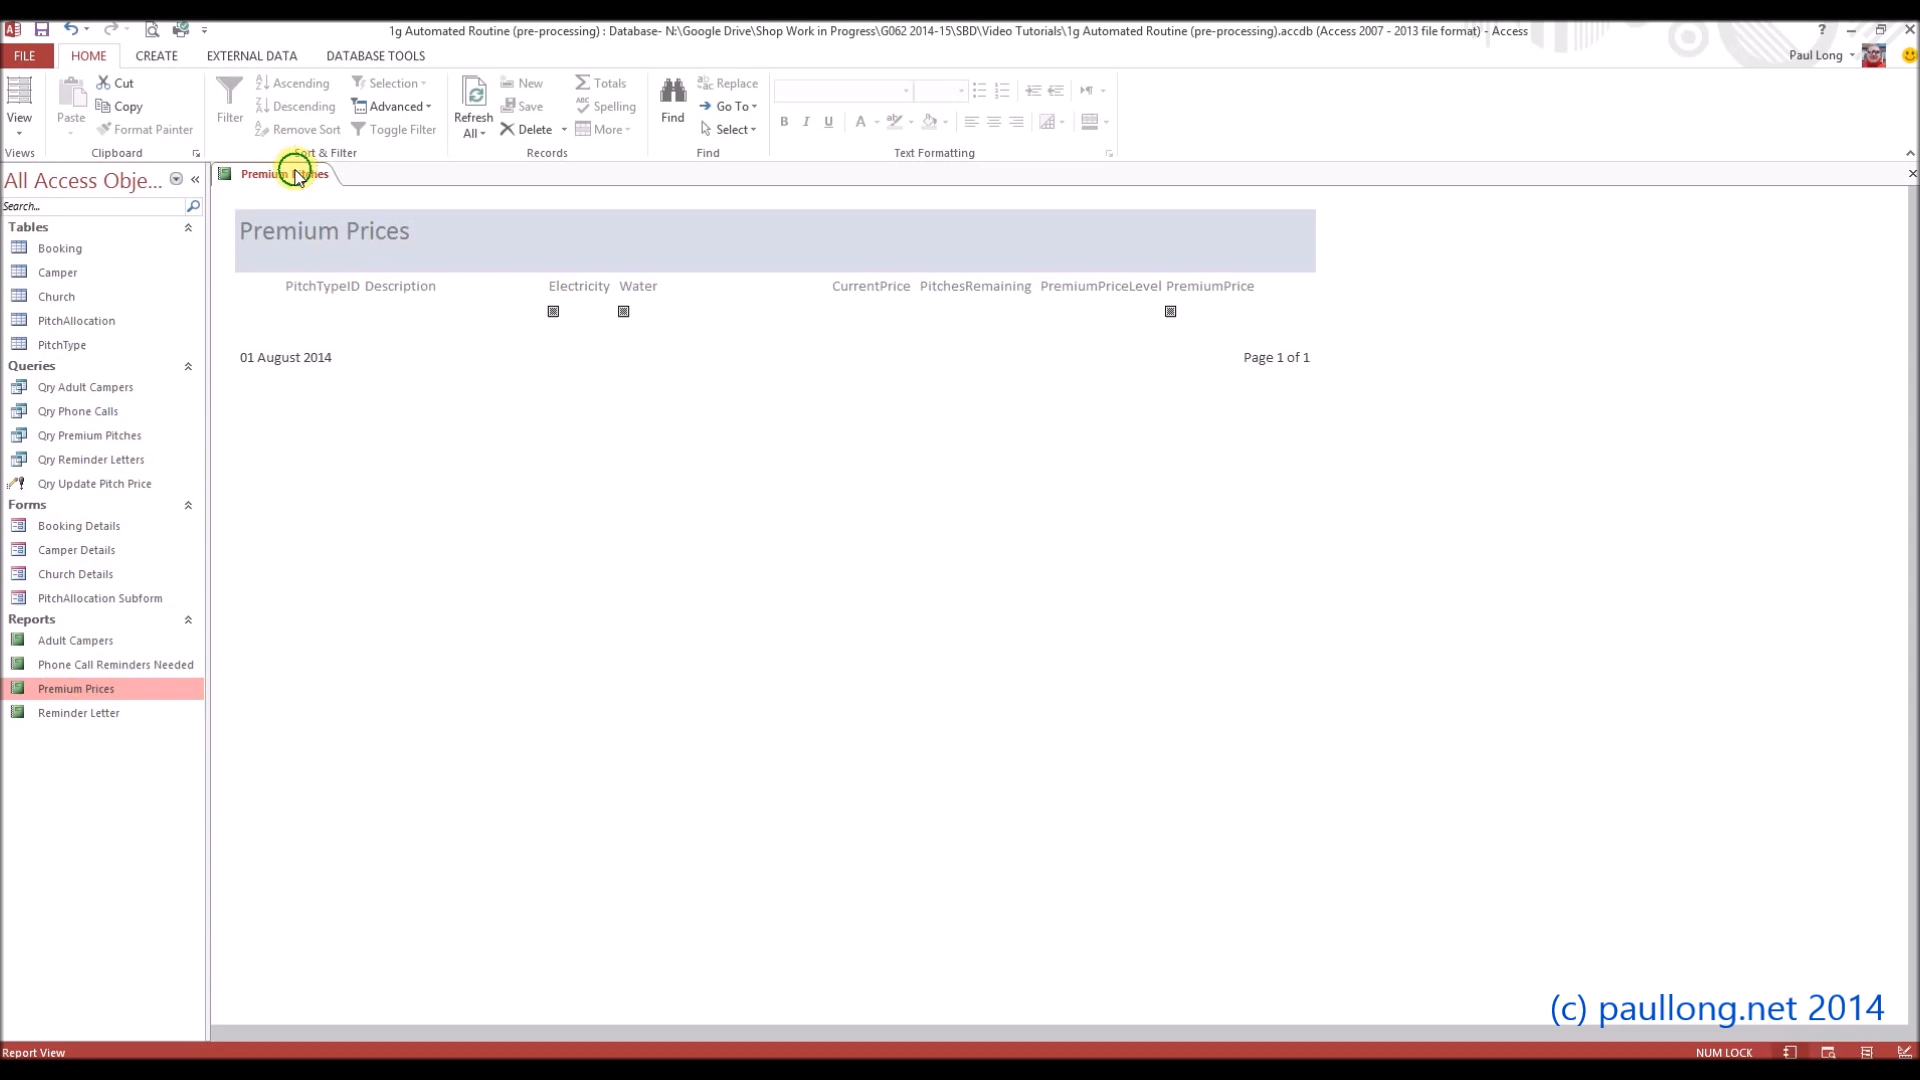 1g Automated Routine (pre-processing) : Database- N:\Google Drive\Shop Work in Progress\G062 2014-15\SBD\Video Tutorials\1g Automated Routine (pre-processing).accdb (Access 2007 - 2013 file format) - Access
FILE HOME CREATE EXTERNAL DATA DATABASE TOOLS Paul Long
View
Views
Paste
Cut
Copy
Format Painter
Clipboard
Filter
Ascending
Descending
Remove Sort
Selection
Advanced
Toggle Filter
Sort & Filter
Refresh All
New
Save
Delete
Totals
Spelling
More
Records
Find
Replace
Go To
Select
Find
B I U A
Text Formatting
All Access Obje...
Search...
Tables
Booking
Camper
Church
PitchAllocation
PitchType
Queries
Qry Adult Campers
Qry Phone Calls
Qry Premium Pitches
Qry Reminder Letters
Qry Update Pitch Price
Forms
Booking Details
Camper Details
Church Details
PitchAllocation Subform
Reports
Adult Campers
Phone Call Reminders Needed
Premium Prices
Reminder Letter
Premium Pitches
Premium Prices
PitchTypeID Description Electricity Water CurrentPrice PitchesRemaining PremiumPriceLevel PremiumPrice
01 August 2014 Page 1 of 1
(c) paullong.net 2014
Report View NUM LOCK